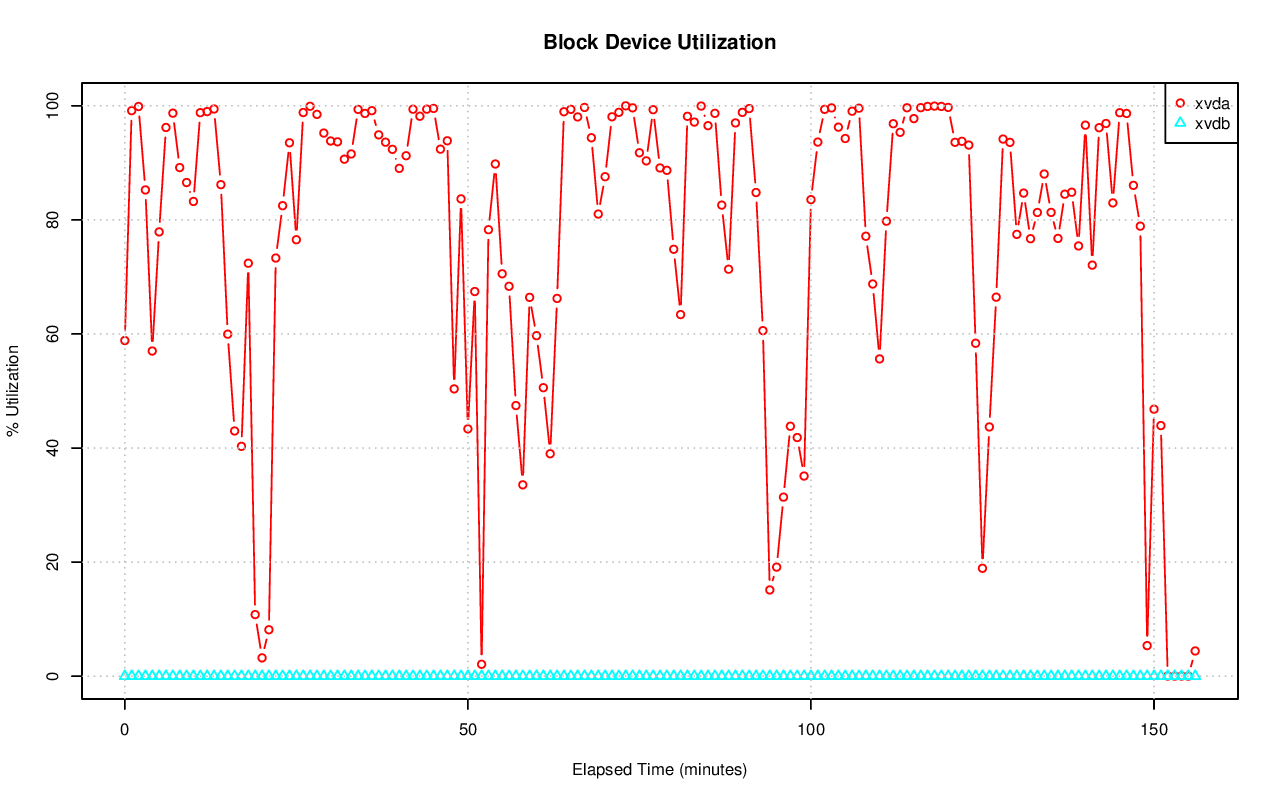 Block Device Utilization
xvda
xvdb
% Utilization
100
80
60
40
20
0
0 50 100 150
Elapsed Time (minutes)